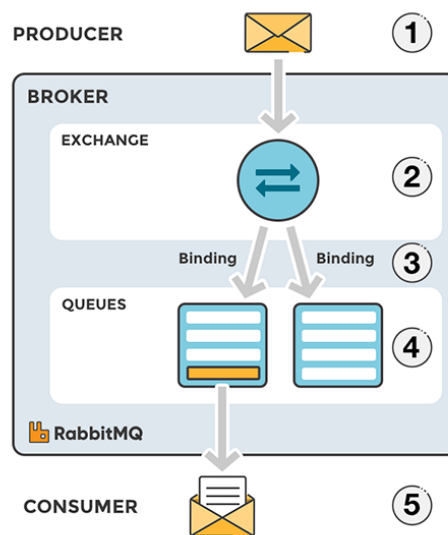 PRODUCER
1
BROKER
EXCHANGE
2
Binding
Binding
3
QUEUES
4
RabbitMQ
CONSUMER
5